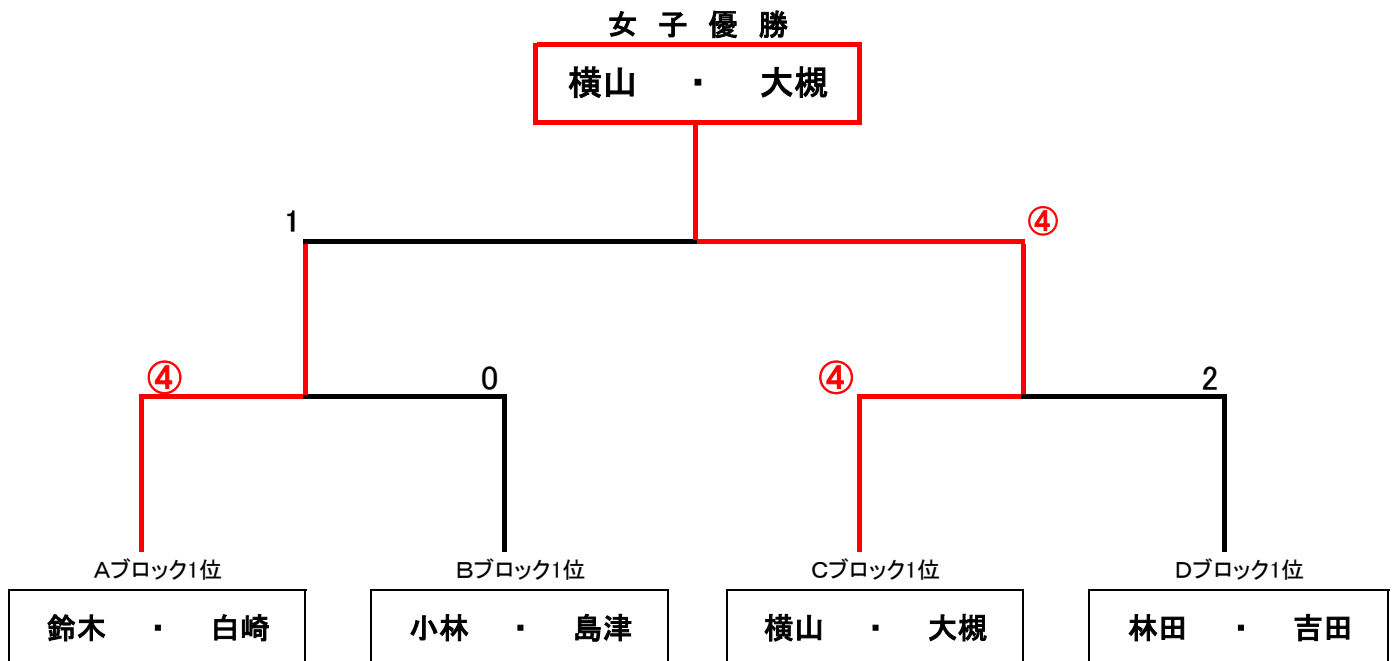 女 子 優 勝
横山 ・ 大槻
1 ④
④ 0 ④ 2
Aブロック1位 Bブロック1位 Cブロック1位 Dブロック1位
鈴木 ・ 白崎 小林 ・ 島津 横山 ・ 大槻 林田 ・ 吉田